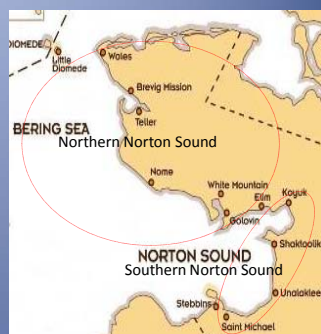 DIOMEDE
Little
Diomede
Wales
Brevig Mission
Teller
BERING SEA
Northern Norton Sound
Nome
White Mountain
Elim
Koyuk
Golovin
NORTON SOUND
Shaktoolik
Southern Norton Sound
Unalakleet
Stebbins
Saint Michael